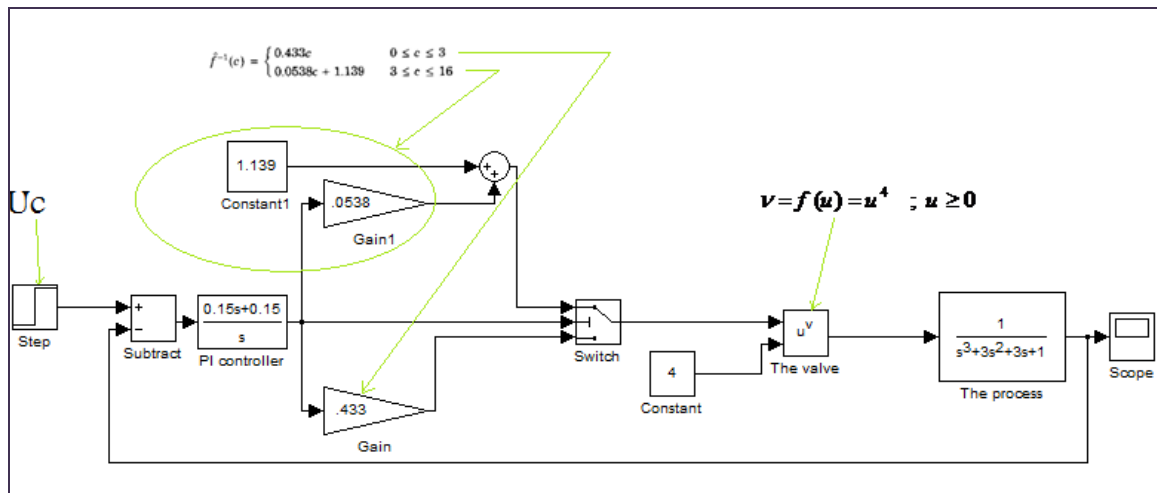 f̂⁻¹(c) = { 0.433c 0 ≤ c ≤ 3
0.0538c + 1.139 3 ≤ c ≤ 16
1.139
Constant1
+
+
.0538
Gain1
Uc
v = f (u) = u⁴ ; u ≥ 0
Step
+
−
Subtract
0.15s+0.15
s
PI controller
Switch
.433
Gain
4
Constant
uᵛ
The valve
1
s³+3s²+3s+1
The process
Scope